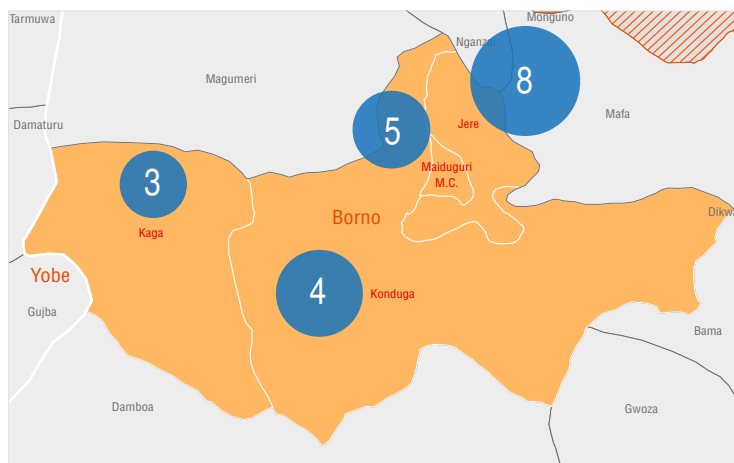 Tarmuwa
Monguno
Nganzai
Magumeri
8
Mafa
Damaturu
5
Jere
Maiduguri
M.C.
3
Borno
Dikwa
Kaga
Yobe
4
Konduga
Gujba
Bama
Damboa
Gwoza